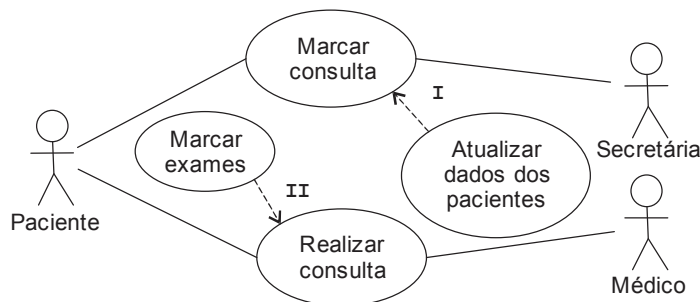 Marcar
consulta
I
Marcar
exames
Atualizar
dados dos
pacientes
Secretária
II
Paciente
Realizar
consulta
Médico